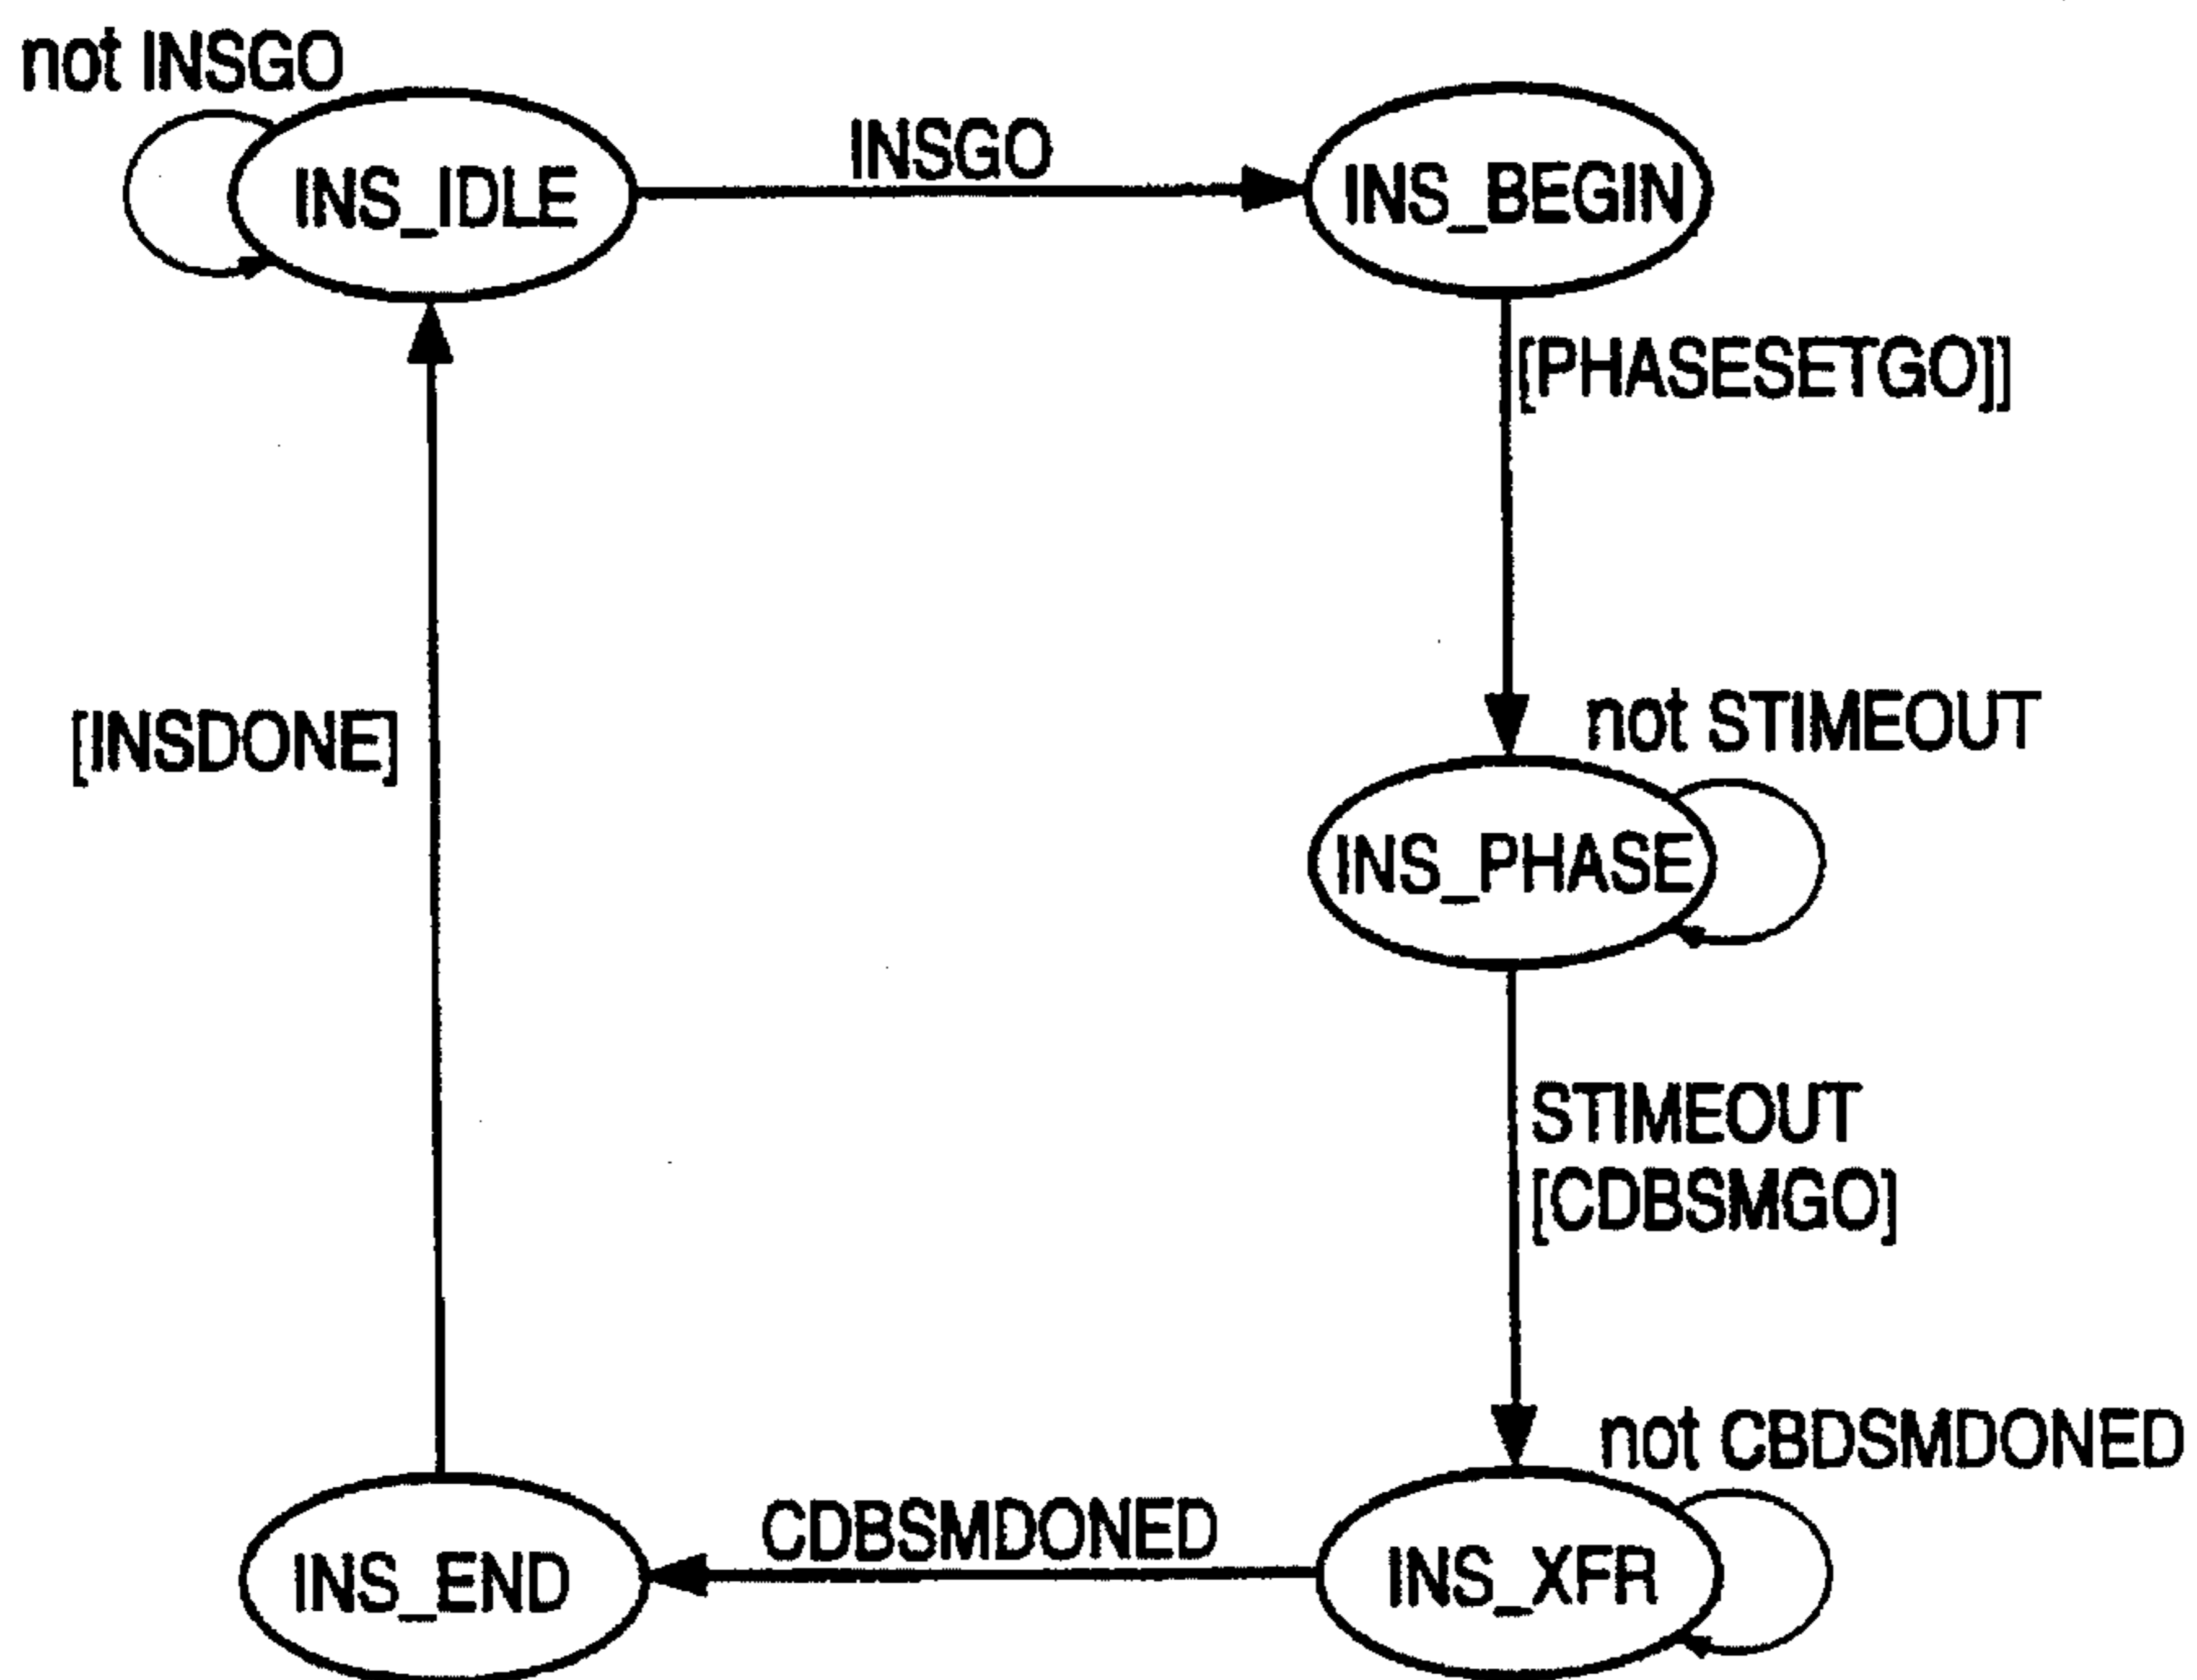 not INSGO
INS_IDLE
INSGO
INS_BEGIN
[PHASESETGO]]
[INSDONE]
not STIMEOUT
INS_PHASE
STIMEOUT
[CDBSMGO]
not CBDSMDONED
CDBSMDONED
INS_END
INS_XFR